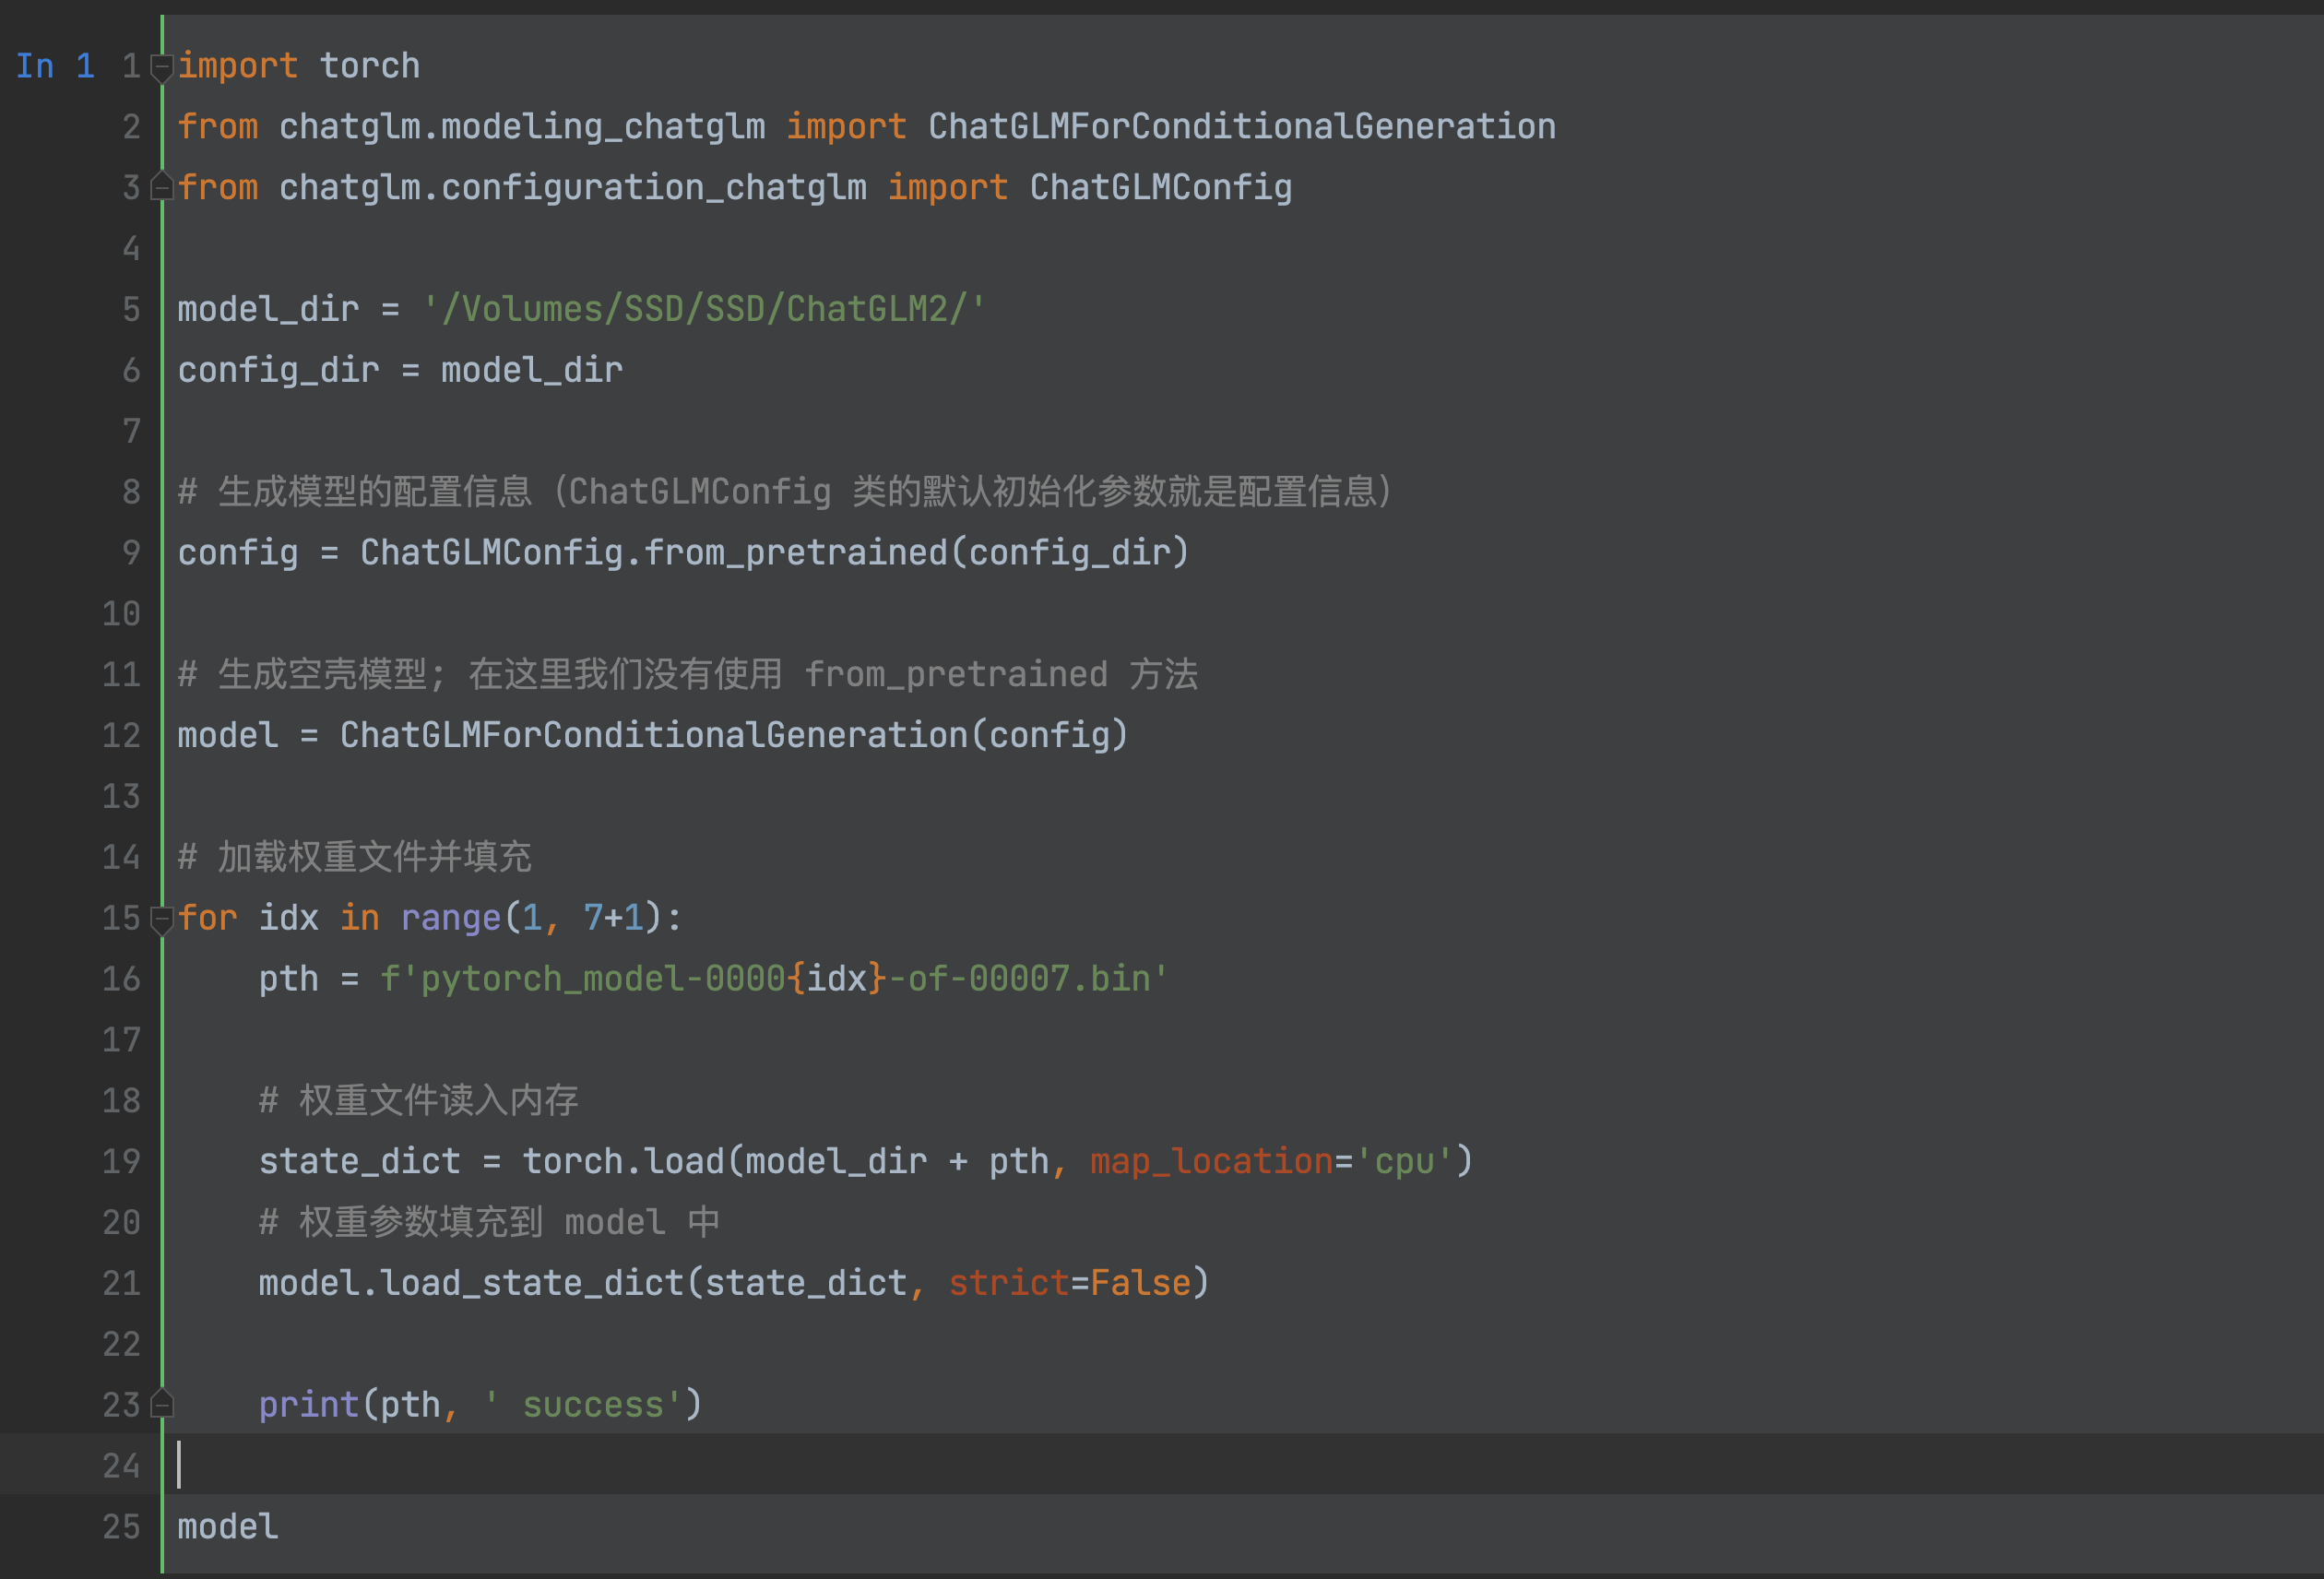 In 1
1 import torch
2 from chatglm.modeling_chatglm import ChatGLMForConditionalGeneration
3 from chatglm.configuration_chatglm import ChatGLMConfig
4
5 model_dir = '/Volumes/SSD/SSD/ChatGLM2/'
6 config_dir = model_dir
7
8 # 生成模型的配置信息 (ChatGLMConfig 类的默认初始化参数就是配置信息)
9 config = ChatGLMConfig.from_pretrained(config_dir)
10
11 # 生成空壳模型; 在这里我们没有使用 from_pretrained 方法
12 model = ChatGLMForConditionalGeneration(config)
13
14 # 加载权重文件并填充
15 for idx in range(1, 7+1):
16     pth = f'pytorch_model-0000{idx}-of-00007.bin'
17
18     # 权重文件读入内存
19     state_dict = torch.load(model_dir + pth, map_location='cpu')
20     # 权重参数填充到 model 中
21     model.load_state_dict(state_dict, strict=False)
22
23     print(pth, ' success')
24
25 model